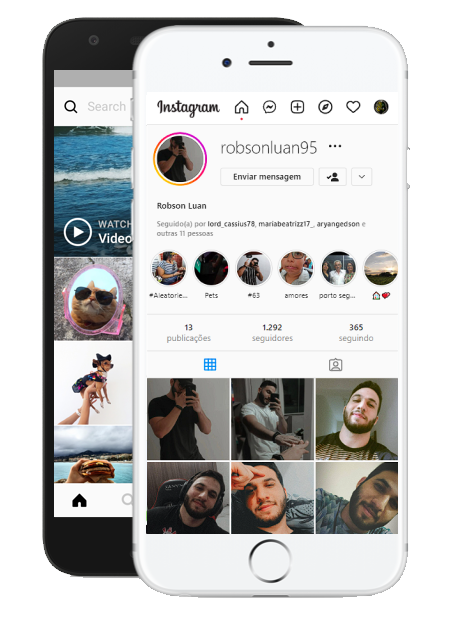 Search
WATCH
Video
Instagram
robsonluan95
Enviar mensagem
Robson Luan
Seguido(a) por lord_cassius78, mariabeatrizz17_, aryangedson e
outras 11 pessoas
#Aleatorie... Pets #63 amores porto seg...
13 1.292 365
publicações seguidores seguindo